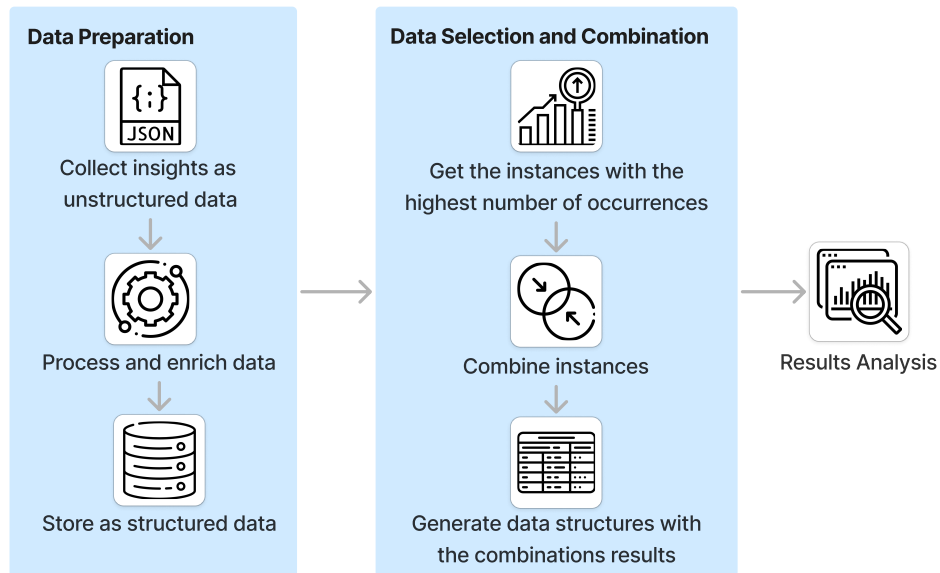 Data Preparation
{;}
JSON
Collect insights as
unstructured data
Process and enrich data
Store as structured data
Data Selection and Combination
Get the instances with the
highest number of occurrences
Combine instances
Generate data structures with
the combinations results
Results Analysis